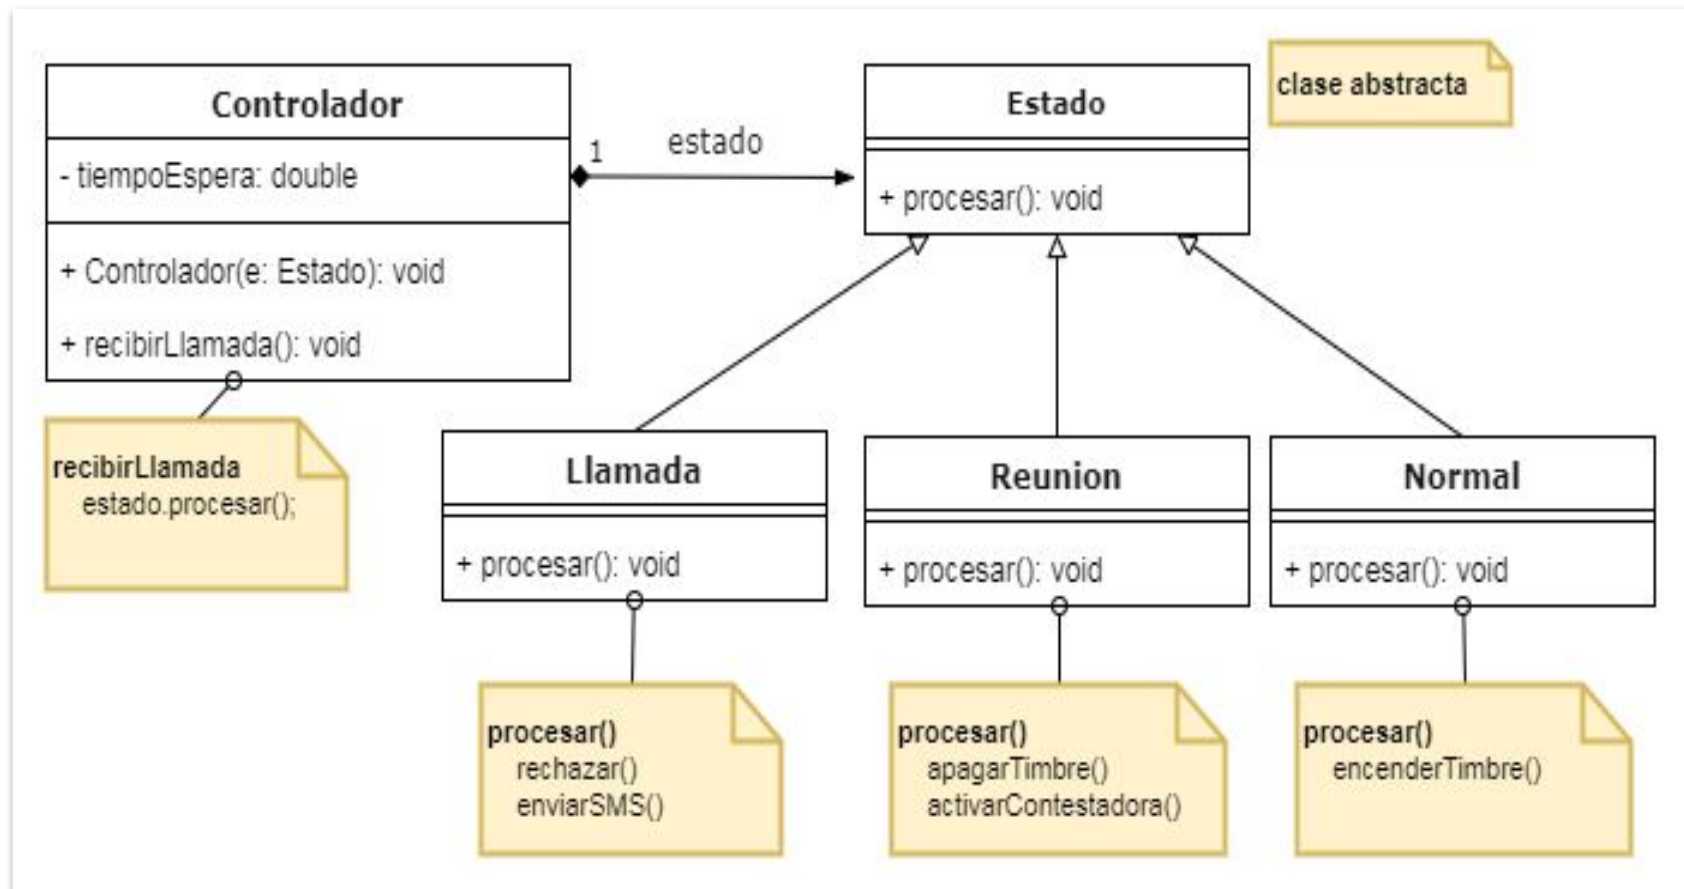 Controlador
- tiempoEspera: double
+ Controlador(e: Estado): void
+ recibirLlamada(): void
1
estado
Estado
+ procesar(): void
clase abstracta
recibirLlamada
estado.procesar();
Llamada
+ procesar(): void
Reunion
+ procesar(): void
Normal
+ procesar(): void
procesar()
rechazar()
enviarSMS()
procesar()
apagarTimbre()
activarContestadora()
procesar()
encenderTimbre()